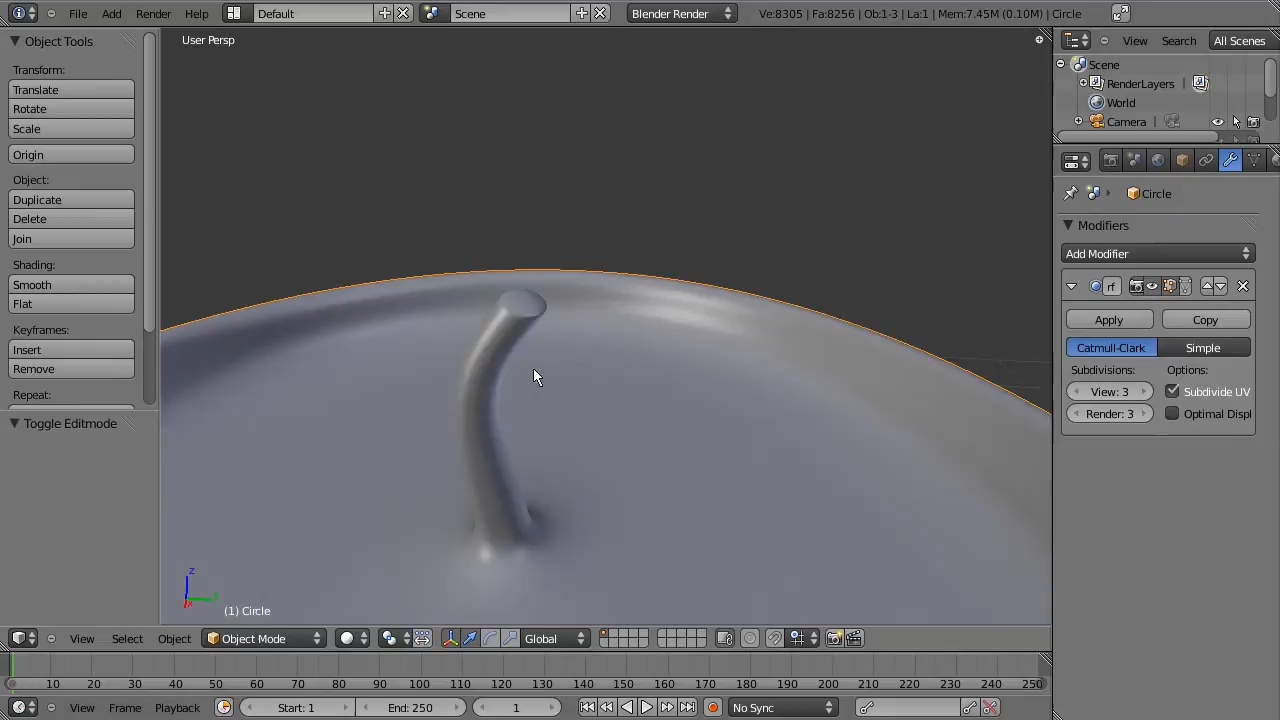 File Add Render Help Default Scene Blender Render Ve:8305 | Fa:8256 | Ob:1-3 | La:1 | Mem:7.45M (0.10M) | Circle
Object Tools
Transform:
Translate
Rotate
Scale
Origin
Object:
Duplicate
Delete
Join
Shading:
Smooth
Flat
Keyframes:
Insert
Remove
Repeat:
Toggle Editmode
User Persp
z
x
(1) Circle
View Select Object Object Mode Global
View Search All Scenes
Scene
RenderLayers |
World
Camera |
Circle
Modifiers
Add Modifier
rf
Apply Copy
Catmull-Clark Simple
Subdivisions: Options:
View: 3 Subdivide UV
Render: 3 Optimal Displ
0 10 20 30 40 50 60 70 80 90 100 110 120 130 140 150 160 170 180 190 200 210 220 230 240 250
View Frame Playback Start: 1 End: 250 1 No Sync